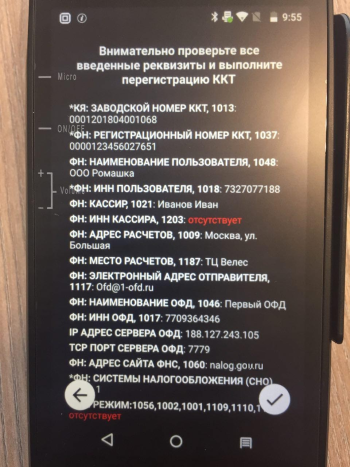 9:55
Внимательно проверьте все
введенные реквизиты и выполните
перегистрацию ККТ
Micro
*КЯ: ЗАВОДСКОЙ НОМЕР ККТ, 1013:
0001201804001068
ON/OFF
*ФН: РЕГИСТРАЦИОННЫЙ НОМЕР ККТ, 1037:
0000123456027651
ФН: НАИМЕНОВАНИЕ ПОЛЬЗОВАТЕЛЯ, 1048:
ООО Ромашка
+
*ФН: ИНН ПОЛЬЗОВАТЕЛЯ, 1018: 7327077188
-
ФН: КАССИР, 1021: Иванов Иван
ФН: ИНН КАССИРА, 1203: отсутствует
ФН: АДРЕС РАСЧЕТОВ, 1009: Москва, ул.
Большая
ФН: МЕСТО РАСЧЕТОВ, 1187: ТЦ Велес
ФН: ЭЛЕКТРОННЫЙ АДРЕС ОТПРАВИТЕЛЯ,
1117: Ofd@1-ofd.ru
ФН: НАИМЕНОВАНИЕ ОФД, 1046: Первый ОФД
ФН: ИНН ОФД, 1017: 7709364346
IP АДРЕС СЕРВЕРА ОФД: 188.127.243.105
TCP ПОРТ СЕРВЕРА ОФД: 7779
ФН: АДРЕС САЙТА ФНС, 1060: nalog.gov.ru
*ФН: СИСТЕМЫ НАЛОГООБЛОЖЕНИЯ (СНО)
1
РЕЖИМ:1056,1002,1001,1109,1110,1
отсутствует